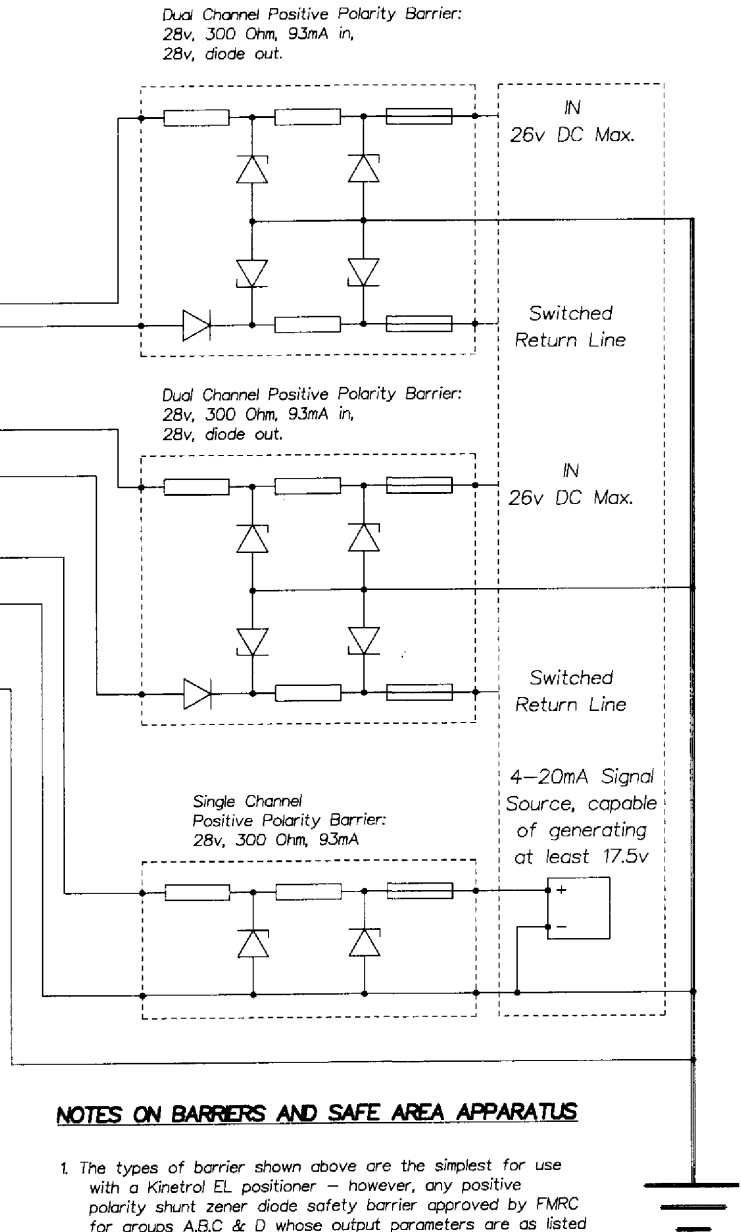 Dual Channel Positive Polarity Barrier:
28v, 300 Ohm, 93mA in,
28v, diode out.
IN
26v DC Max.
Switched
Return Line
Dual Channel Positive Polarity Barrier:
28v, 300 Ohm, 93mA in,
28v, diode out.
IN
26v DC Max.
Switched
Return Line
4-20mA Signal
Source, capable
of generating
at least 17.5v
Single Channel
Positive Polarity Barrier:
28v, 300 Ohm, 93mA
+
-
NOTES ON BARRIERS AND SAFE AREA APPARATUS
1. The types of barrier shown above are the simplest for use
with a Kinetrol EL positioner - however, any positive
polarity shunt zener diode safety barrier approved by FMRC
for groups A,B,C & D whose output parameters are as listed